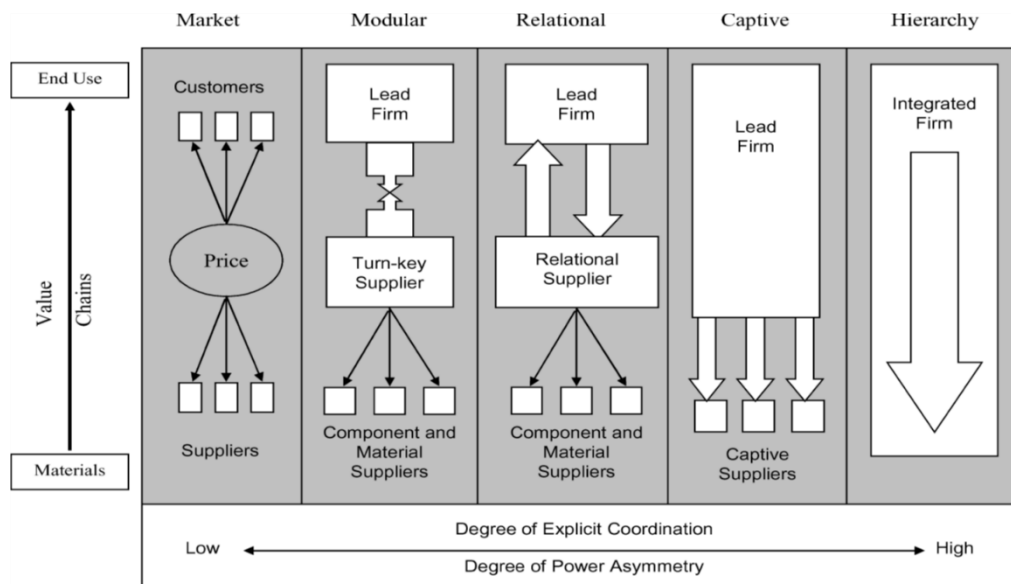 Market
Modular
Relational
Captive
Hierarchy
End Use
Value
Chains
Materials
Customers
Price
Suppliers
Lead
Firm
Turn-key
Supplier
Component and
Material
Suppliers
Lead
Firm
Relational
Supplier
Component and
Material
Suppliers
Lead
Firm
Captive
Suppliers
Integrated
Firm
Degree of Explicit Coordination
Low
High
Degree of Power Asymmetry